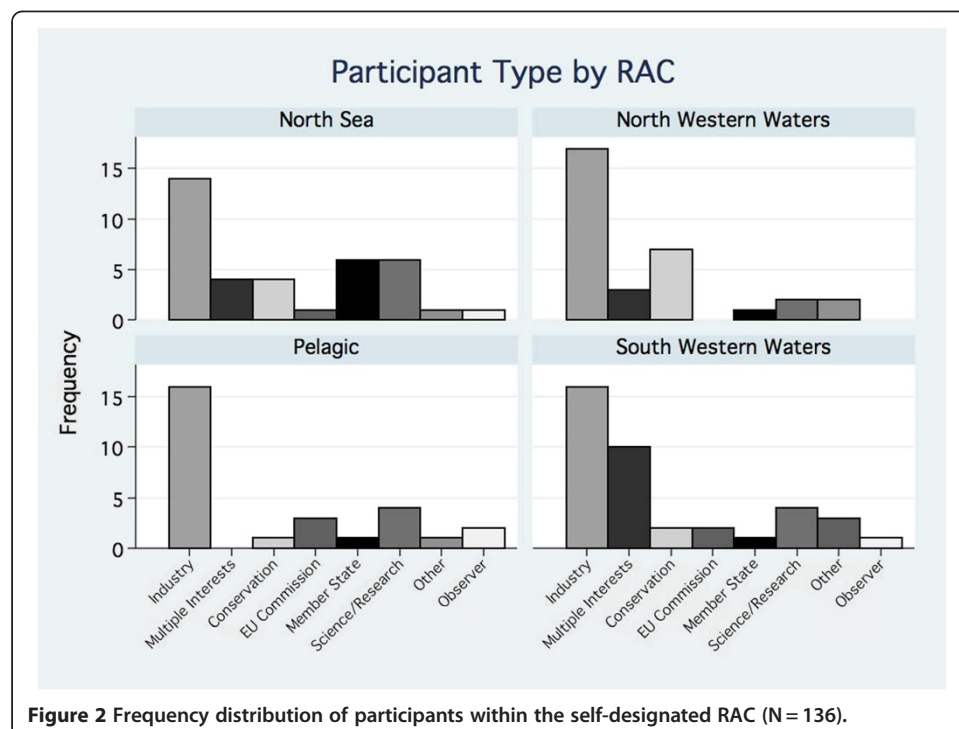 Participant Type by RAC
North Sea
North Western Waters
15
10
5
0
Pelagic
South Western Waters
15
10
5
0
Frequency
Industry
Multiple Interests
Conservation
EU Commission
Member State
Science/Research
Other
Observer
Industry
Multiple Interests
Conservation
EU Commission
Member State
Science/Research
Other
Observer
Figure 2 Frequency distribution of participants within the self-designated RAC (N = 136).